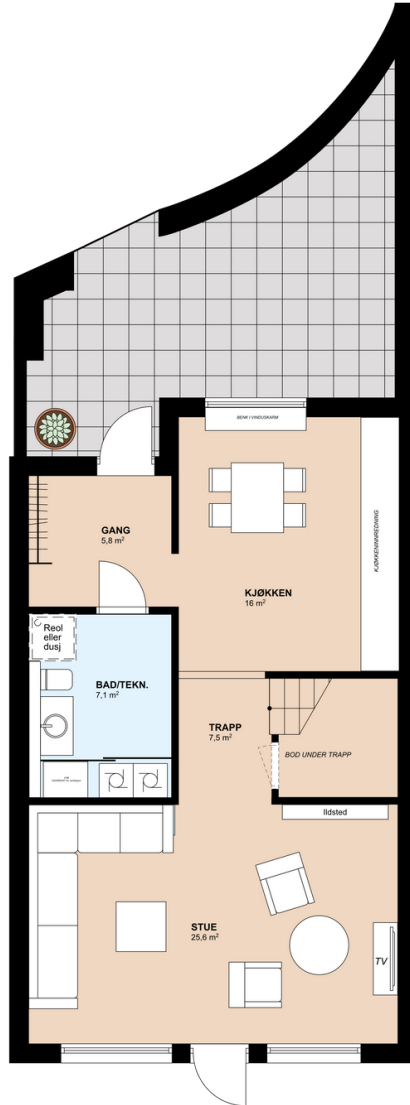 BENK I VINDUSKARM
GANG
5,8 m²
KJØKKENINNREDNING
KJØKKEN
16 m²
Reol
eller
dusj
BAD/TEKN.
7,1 m²
TRAPP
7,5 m²
BOD UNDER TRAPP
Ildsted
STUE
25,6 m²
TV